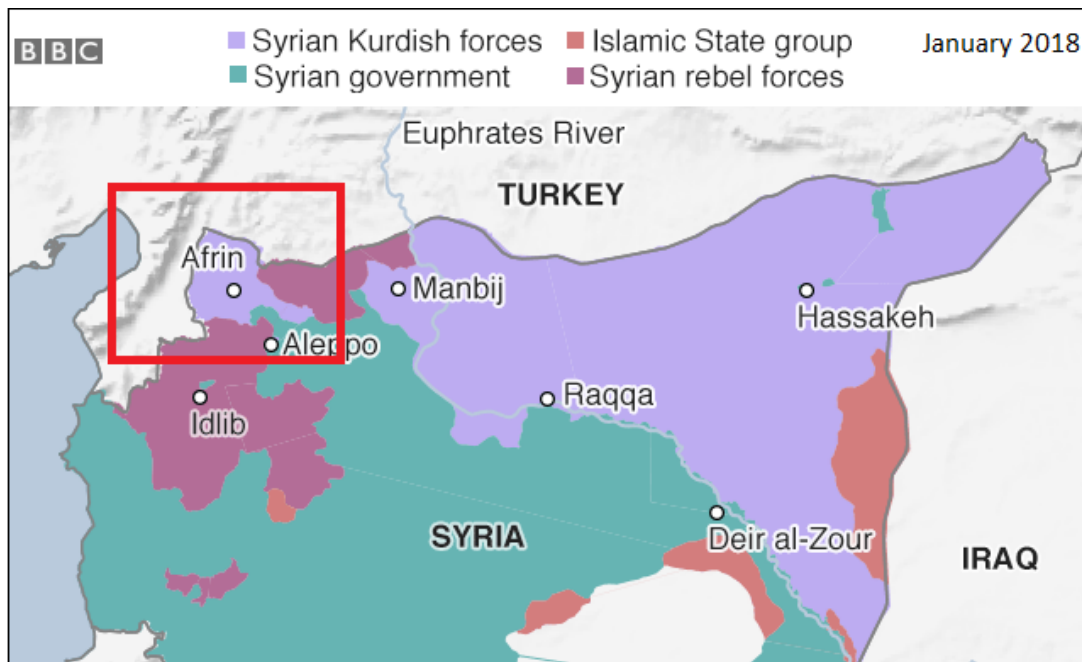 BBC
Syrian Kurdish forces
Islamic State group
January 2018
Syrian government
Syrian rebel forces
Euphrates River
TURKEY
Afrin
Manbij
Hassakeh
Aleppo
Raqqa
Idlib
SYRIA
Deir al-Zour
IRAQ